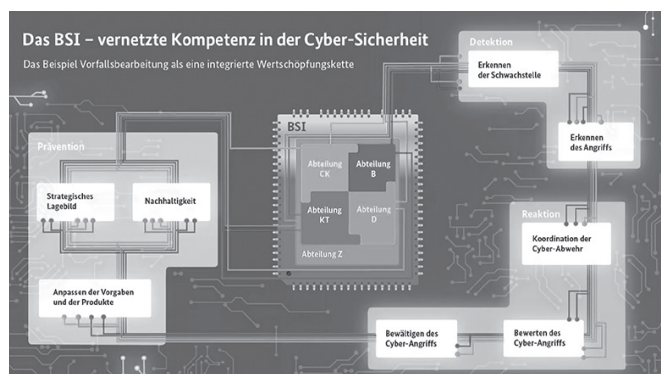 Das BSI – vernetzte Kompetenz in der Cyber-Sicherheit
Das Beispiel Vorfallsbearbeitung als eine integrierte Wertschöpfungskette
Detektion
Erkennen
der Schwachstelle
Erkennen
des Angriffs
BSI
Abteilung
CK
Abteilung
B
Abteilung
KT
Abteilung
D
Abteilung Z
Prävention
Strategisches
Lagebild
Nachhaltigkeit
Anpassen der Vorgaben
und der Produkte
Reaktion
Koordination der
Cyber-Abwehr
Bewältigen des
Cyber-Angriffs
Bewerten des
Cyber-Angriffs